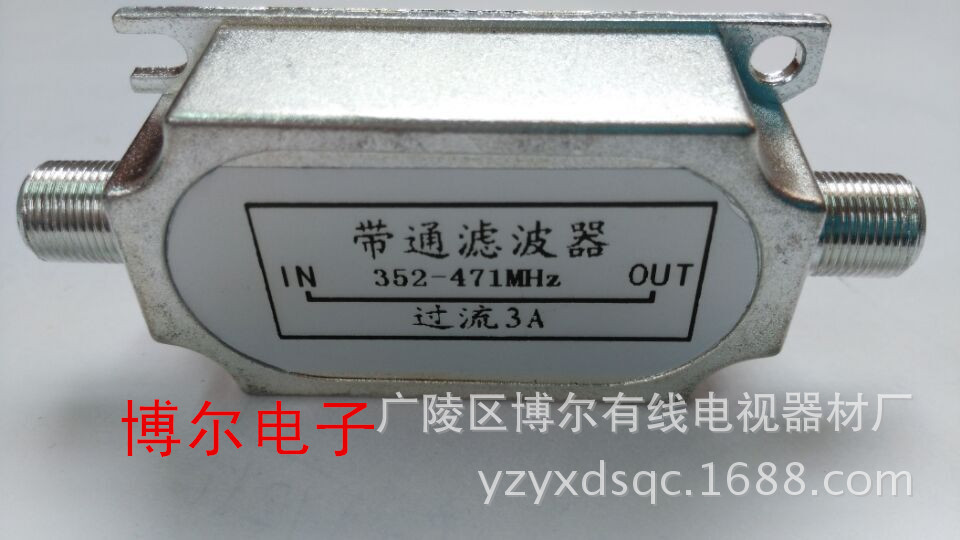 带通滤波器
IN 352-471MHz OUT
过流3A
博尔电子
广陵区博尔有线电视器材厂
yzyxdsqc.1688.com